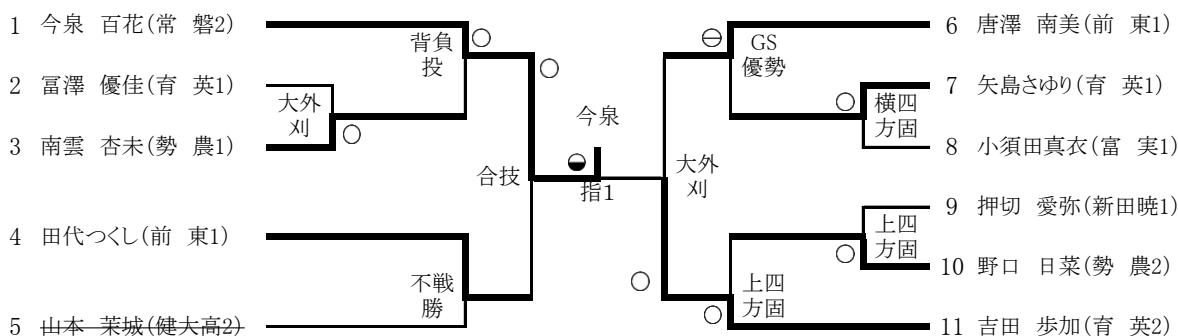 1 今泉 百花(常 磐2)
背負投
○
2 冨澤 優佳(育 英1)
大外刈
○
3 南雲 杏未(勢 農1)
○
合技
4 田代つくし(前 東1)
不戦勝
5 山本 茉城(健大高2)
今泉
指1
6 唐澤 南美(前 東1)
GS優勢
7 矢島さゆり(育 英1)
○
横四方固
8 小須田真衣(富 実1)
大外刈
○
9 押切 愛弥(新田暁1)
上四方固
○
10 野口 日菜(勢 農2)
上四方固
○
11 吉田 歩加(育 英2)